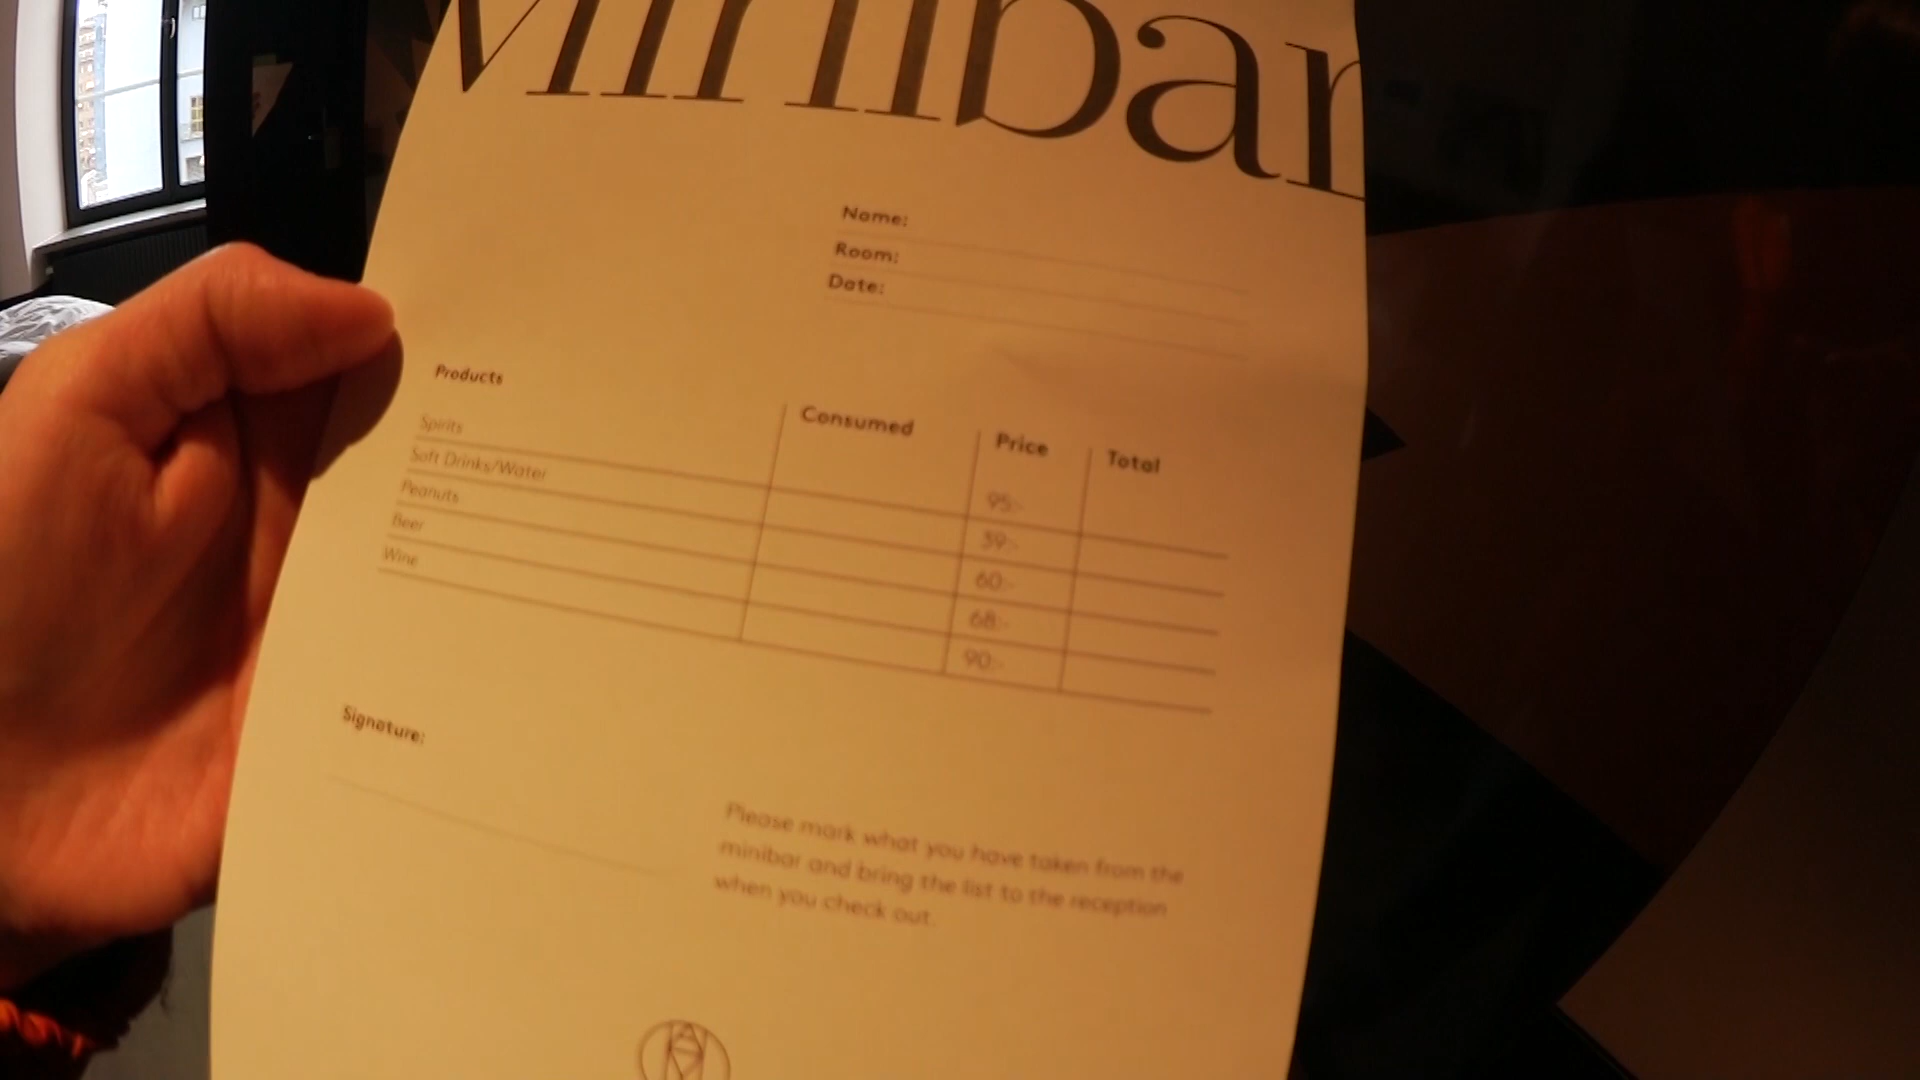 Minibar
Name:
Room:
Date:
Products
Consumed
Price
Total
Spirits
95:-
Soft Drinks/Water
39:-
Peanuts
60:-
Beer
68:-
Wine
90:-
Signature:
Please mark what you have taken from the
minibar and bring the list to the reception
when you check out.